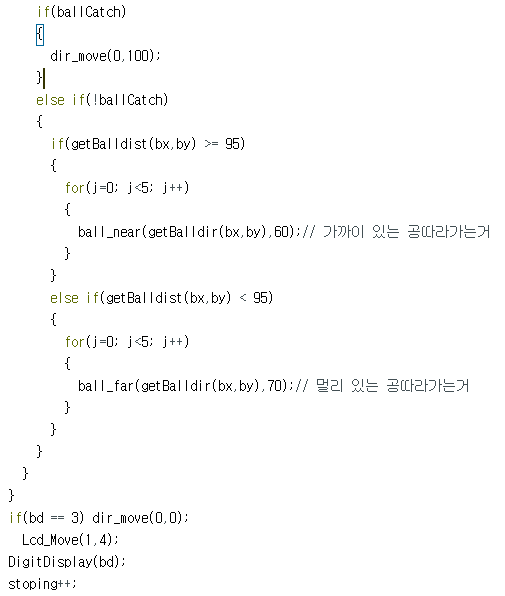 if(ballCatch)
{
dir_move(0,100);
}
else if(!ballCatch)
{
if(getBalldist(bx,by) >= 95)
{
for(j=0; j<5; j++)
{
ball_near(getBalldir(bx,by),60);// 가까이 있는 공따라가는거
}
}
else if(getBalldist(bx,by) < 95)
{
for(j=0; j<5; j++)
{
ball_far(getBalldir(bx,by),70);// 멀리 있는 공따라가는거
}
}
}
}
}
if(bd == 3) dir_move(0,0);
Lcd_Move(1,4);
DigitDisplay(bd);
stoping++;